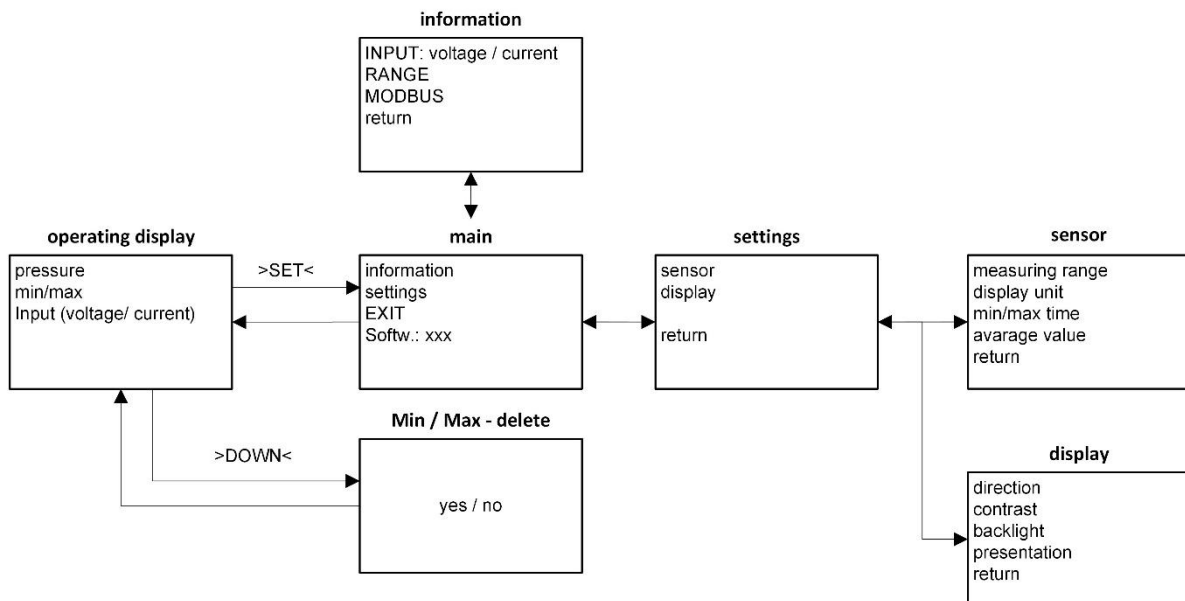 information
INPUT: voltage / current
RANGE
MODBUS
return
operating display
pressure
min/max
Input (voltage/ current)
>SET<
main
information
settings
EXIT
Softw.: xxx
settings
sensor
display
return
sensor
measuring range
display unit
min/max time
avarage value
return
>DOWN<
Min / Max - delete
yes / no
display
direction
contrast
backlight
presentation
return